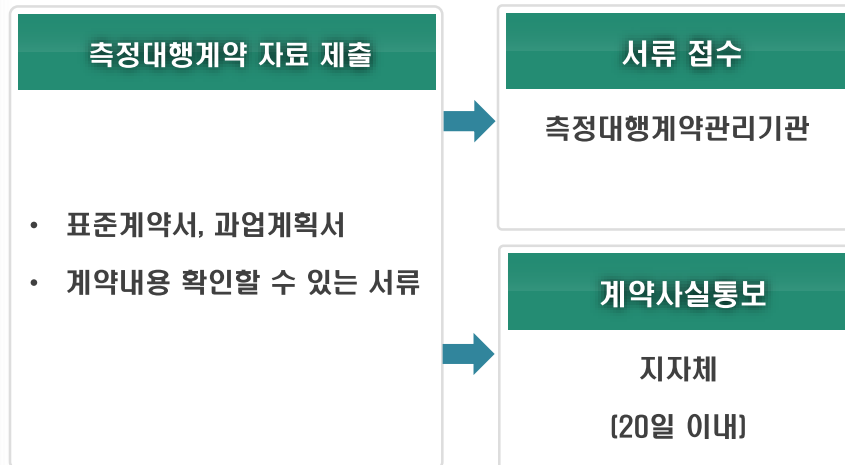 측정대행계약 자료 제출
• 표준계약서, 과업계획서
• 계약내용 확인할 수 있는 서류
서류 접수
측정대행계약관리기관
계약사실통보
지자체
(20일 이내)